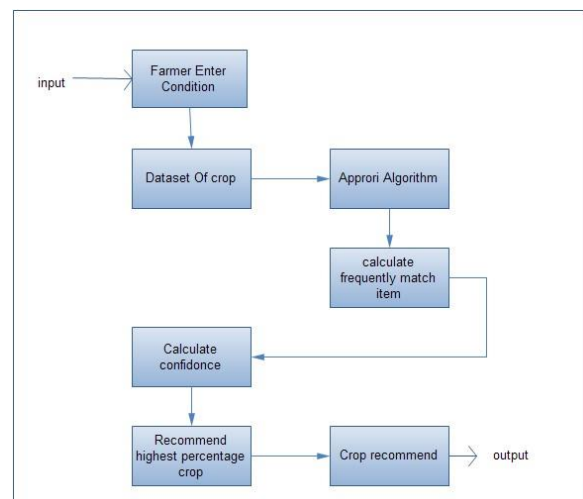 input
Farmer Enter
Condition
Dataset Of crop
Approri Algorithm
calculate
frequently match
item
Calculate
confidonce
Recommend
highest percentage
crop
Crop recommend
output